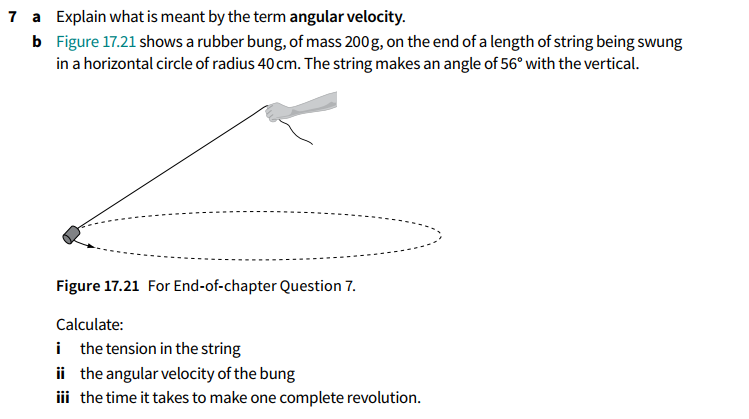 7 a Explain what is meant by the term angular velocity.
b Figure 17.21 shows a rubber bung, of mass 200 g, on the end of a length of string being swung
in a horizontal circle of radius 40 cm. The string makes an angle of 56° with the vertical.
Figure 17.21 For End-of-chapter Question 7.
Calculate:
i the tension in the string
ii the angular velocity of the bung
iii the time it takes to make one complete revolution.